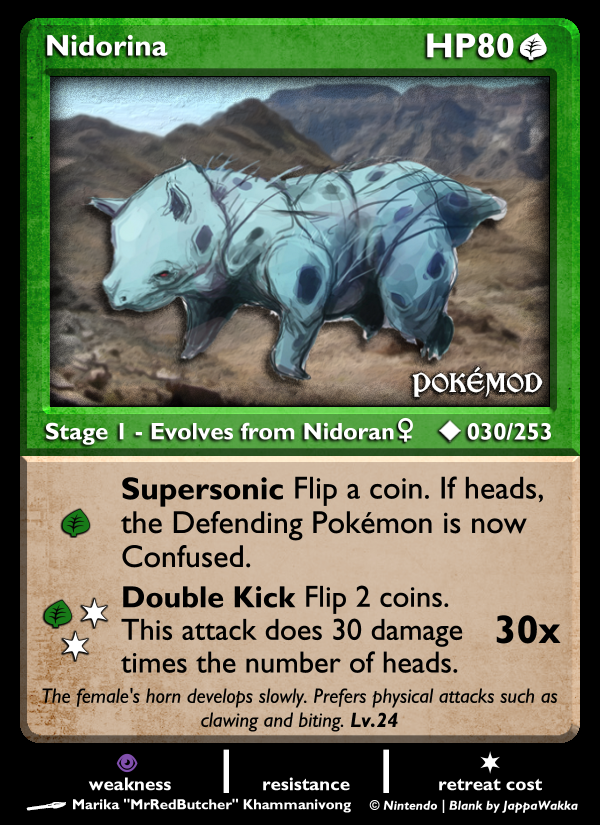 Nidorina HP80
POKÉMOD
Stage 1 - Evolves from Nidoran♀ ◆ 030/253
Supersonic Flip a coin. If heads,
the Defending Pokémon is now
Confused.
Double Kick Flip 2 coins.
This attack does 30 damage 30x
times the number of heads.
The female's horn develops slowly. Prefers physical attacks such as
clawing and biting. Lv.24
weakness resistance retreat cost
Marika "MrRedButcher" Khammanivong © Nintendo | Blank by JappaWakka